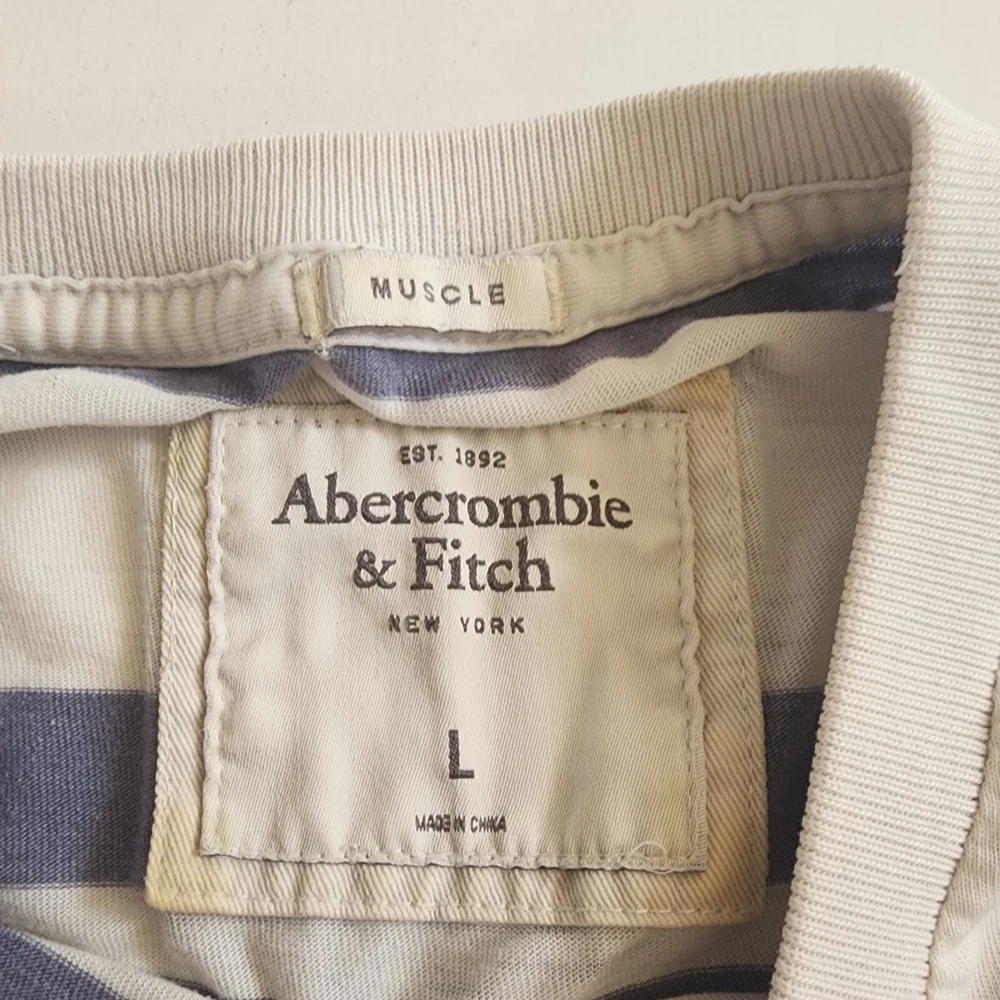 MUSCLE
EST. 1892
Abercrombie
& Fitch
NEW YORK
L
MADE IN CHINA